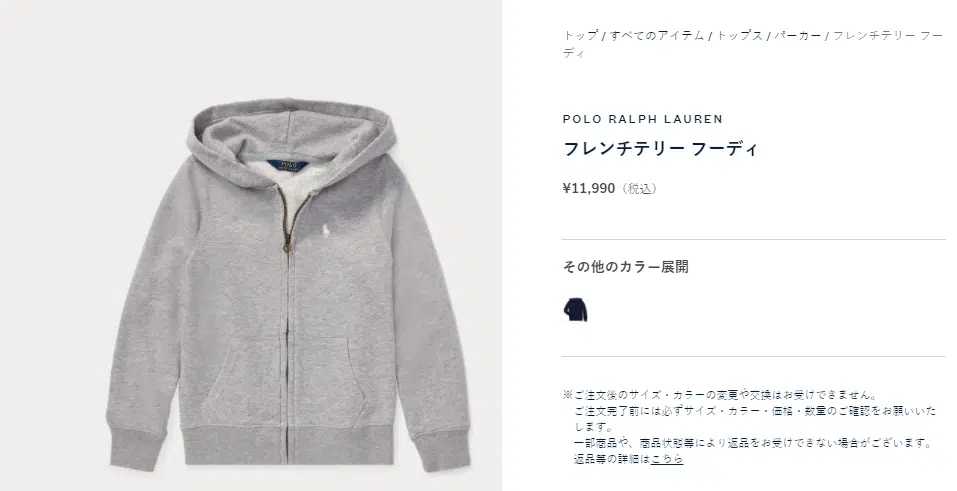 トップ / すべてのアイテム / トップス / パーカー / フレンチテリー フー
ディ
POLO RALPH LAUREN
フレンチテリー フーディ
¥11,990（税込）
その他のカラー展開
※ご注文後のサイズ・カラーの変更や交換はお受けできません。
ご注文完了前には必ずサイズ・カラー・価格・数量のご確認をお願いいた
します。
一部商品や、商品状態等により返品をお受けできない場合がございます。
返品等の詳細はこちら
POLO